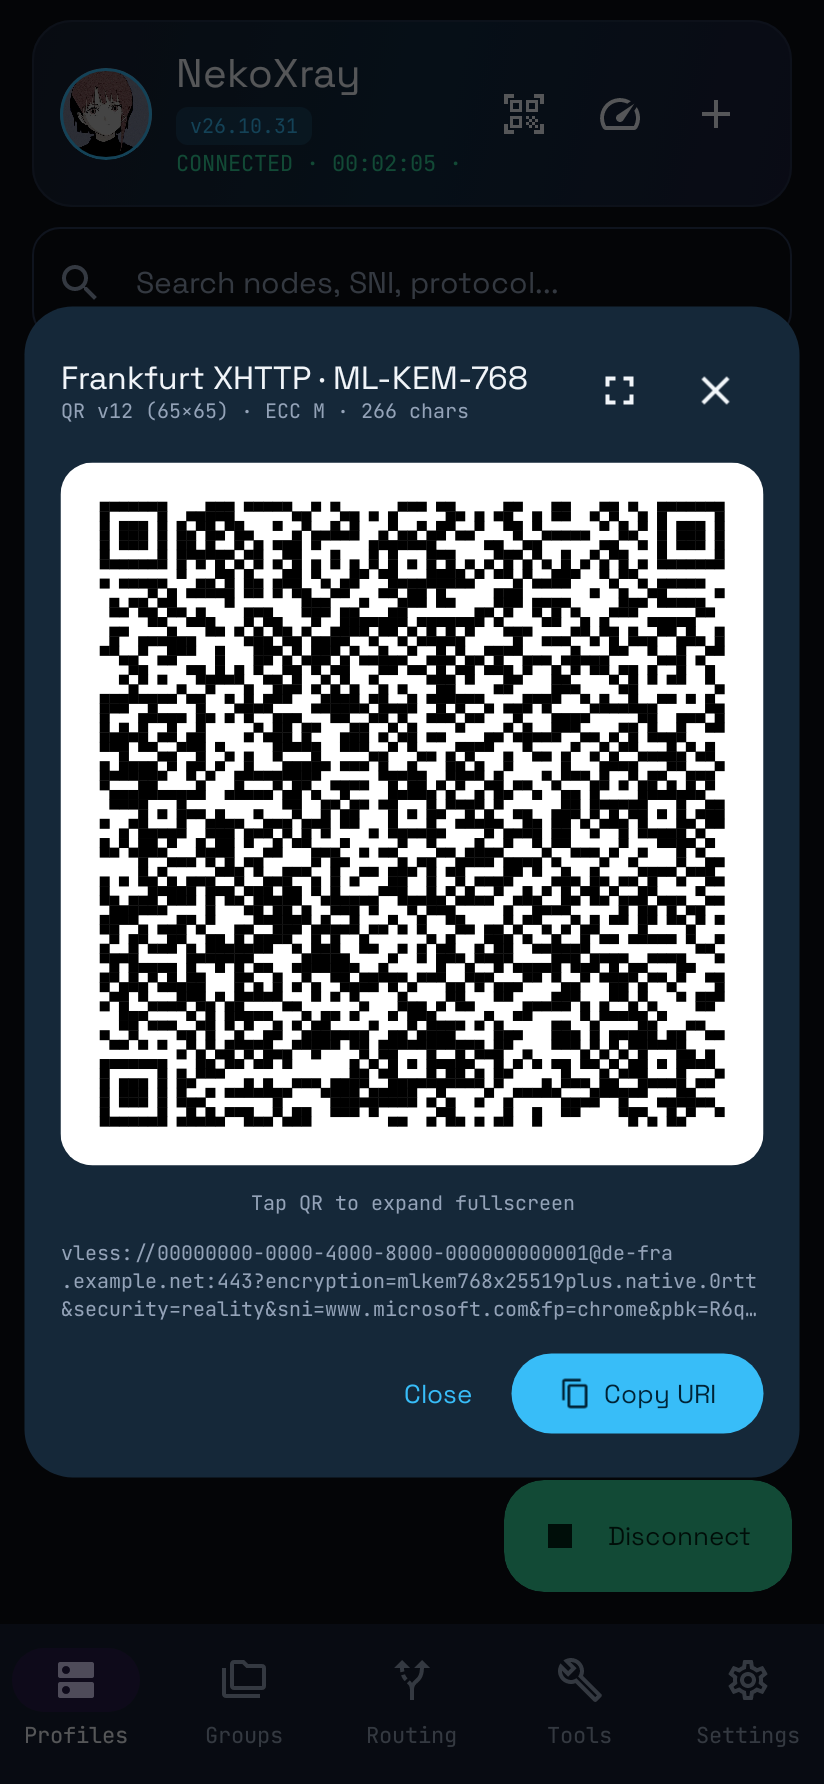 NekoXray
v26.10.31
CONNECTED · 00:02:05 ·
Search nodes, SNI, protocol...
Frankfurt XHTTP · ML-KEM-768
QR v12 (65×65) · ECC M · 266 chars
Tap QR to expand fullscreen
vless://00000000-0000-4000-8000-000000000001@de-fra
.example.net:443?encryption=mlkem768x25519plus.native.0rtt
&security=reality&sni=www.microsoft.com&fp=chrome&pbk=R6q…
Close
Copy URI
Disconnect
Profiles
Groups
Routing
Tools
Settings